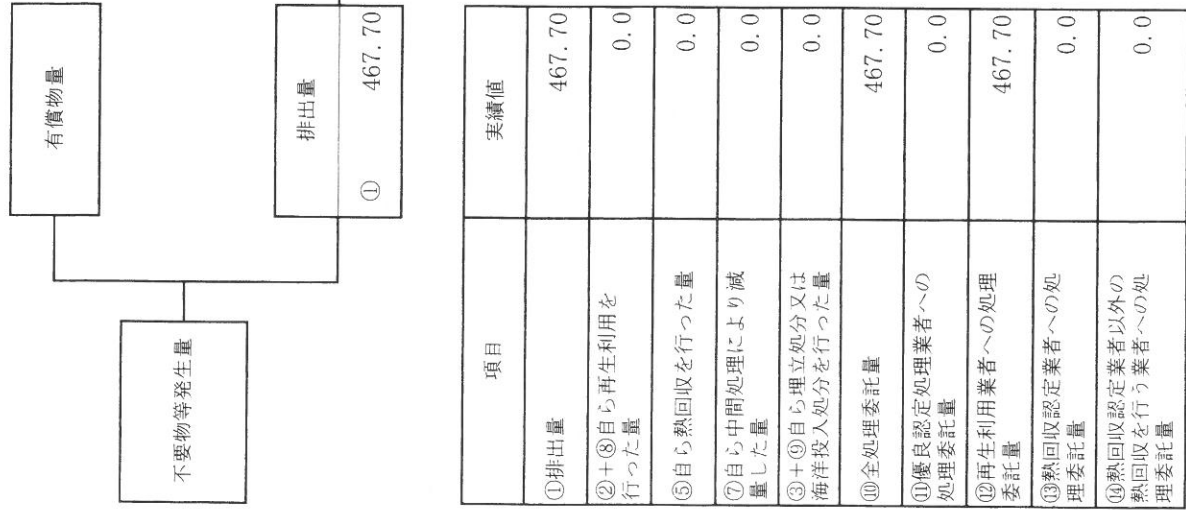 有償物量
不要物等発生量
排出量
① 467.70
項目 実績値
①排出量 467.70
②+⑧自ら再生利用を
行った量 0.0
⑤自ら熱回収を行った量 0.0
⑦自ら中間処理により減
量した量 0.0
③+⑨自ら埋立処分又は
海洋投入処分を行った量 0.0
⑩全処理委託量 467.70
⑪優良認定処理業者への
処理委託量 0.0
⑫再生利用業者への処理
委託量 467.70
⑬熱回収認定業者への処
理委託量 0.0
⑭熱回収認定業者以外の
熱回収を行う業者への処
理委託量 0.0